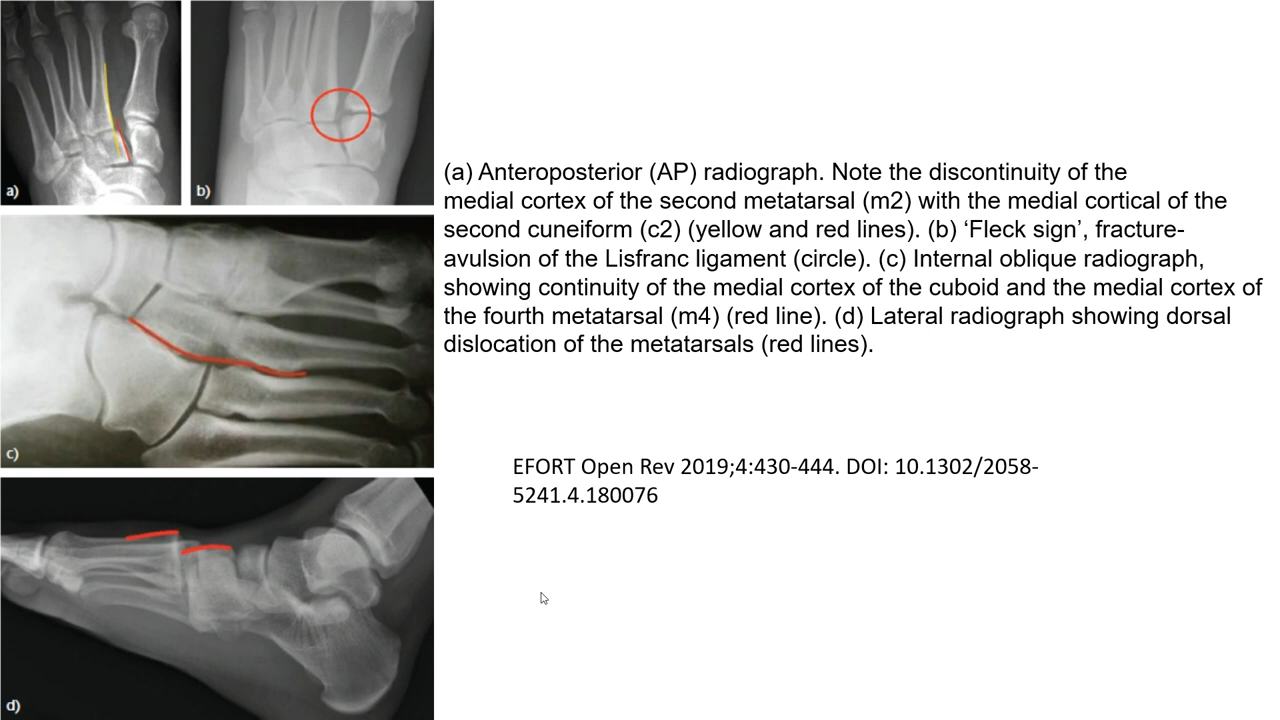 a)
b)
c)
d)
(a) Anteroposterior (AP) radiograph. Note the discontinuity of the
medial cortex of the second metatarsal (m2) with the medial cortical of the
second cuneiform (c2) (yellow and red lines). (b) ‘Fleck sign’, fracture-
avulsion of the Lisfranc ligament (circle). (c) Internal oblique radiograph,
showing continuity of the medial cortex of the cuboid and the medial cortex of
the fourth metatarsal (m4) (red line). (d) Lateral radiograph showing dorsal
dislocation of the metatarsals (red lines).
EFORT Open Rev 2019;4:430-444. DOI: 10.1302/2058-
5241.4.180076